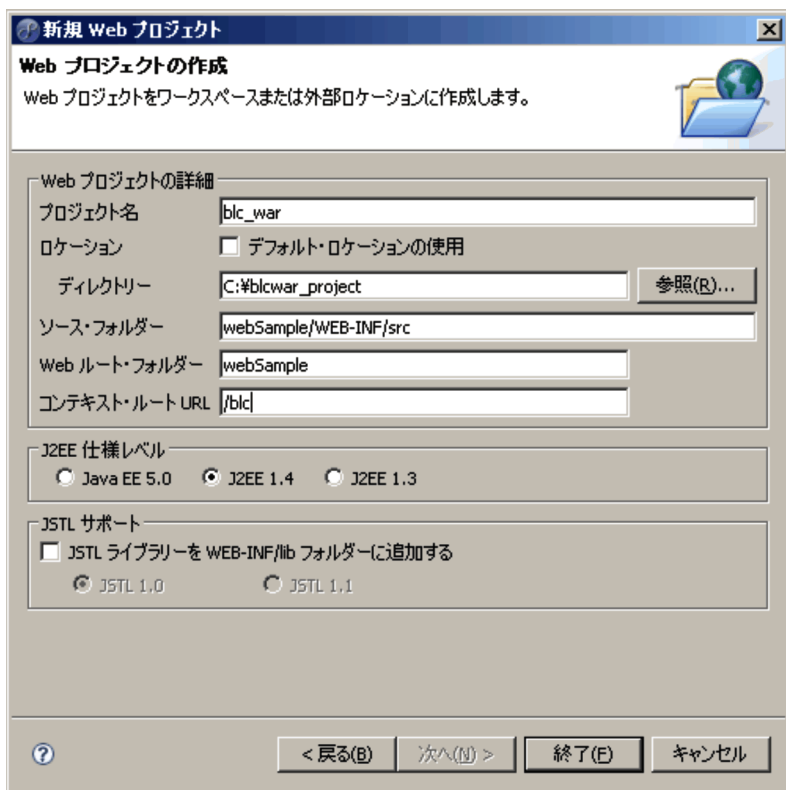 新規 Web プロジェクト
Web プロジェクトの作成
Web プロジェクトをワークスペースまたは外部ロケーションに作成します。
Web プロジェクトの詳細
プロジェクト名 blc_war
ロケーション デフォルト・ロケーションの使用
ディレクトリー C:¥blcwar_project 参照(R)...
ソース・フォルダー webSample/WEB-INF/src
Web ルート・フォルダー webSample
コンテキスト・ルート URL /blc
J2EE 仕様レベル
Java EE 5.0 J2EE 1.4 J2EE 1.3
JSTL サポート
JSTL ライブラリーを WEB-INF/lib フォルダーに追加する
JSTL 1.0 JSTL 1.1
? < 戻る(B) 次へ(N) > 終了(F) キャンセル